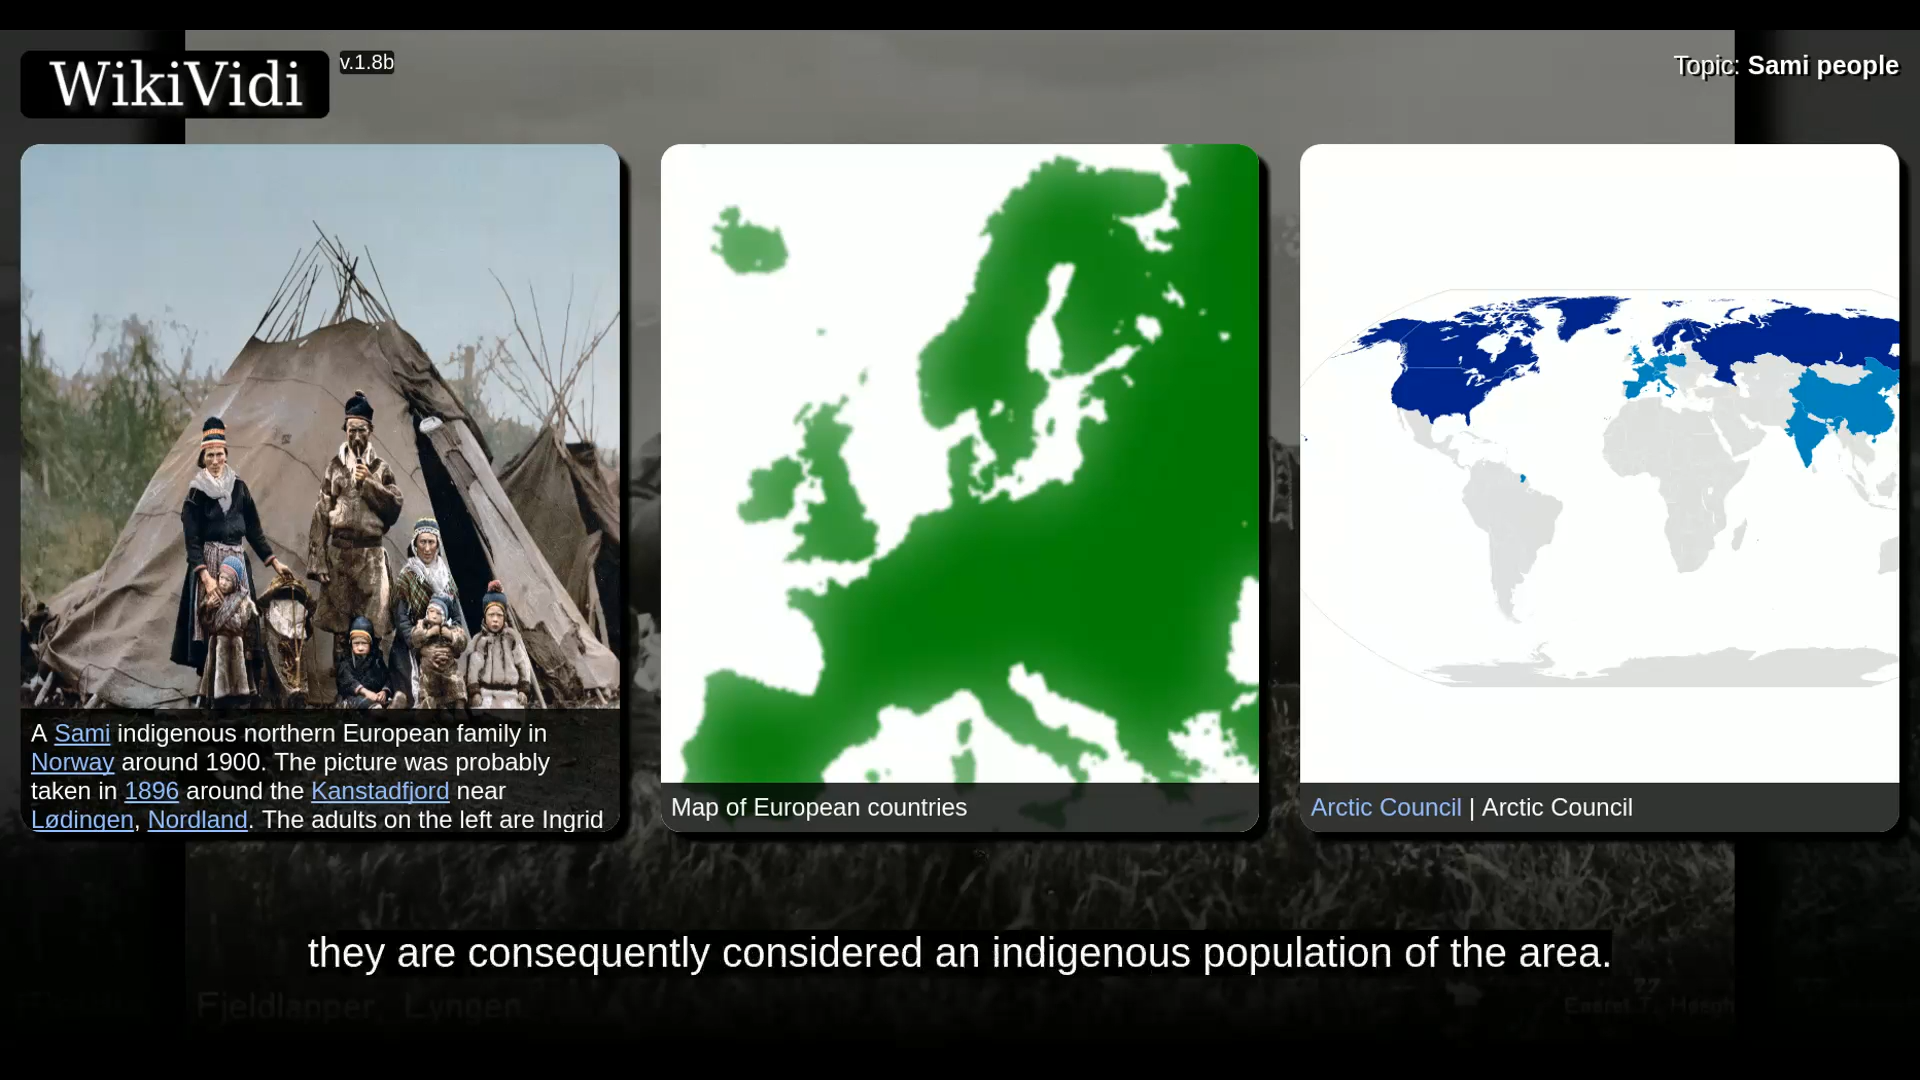 WikiVidi
v.1.8b
Topic: Sami people
A Sami indigenous northern European family in
Norway around 1900. The picture was probably
taken in 1896 around the Kanstadfjord near
Lødingen, Nordland. The adults on the left are Ingrid
Map of European countries
Arctic Council | Arctic Council
they are consequently considered an indigenous population of the area.
Fjeldlapper, Lyngen